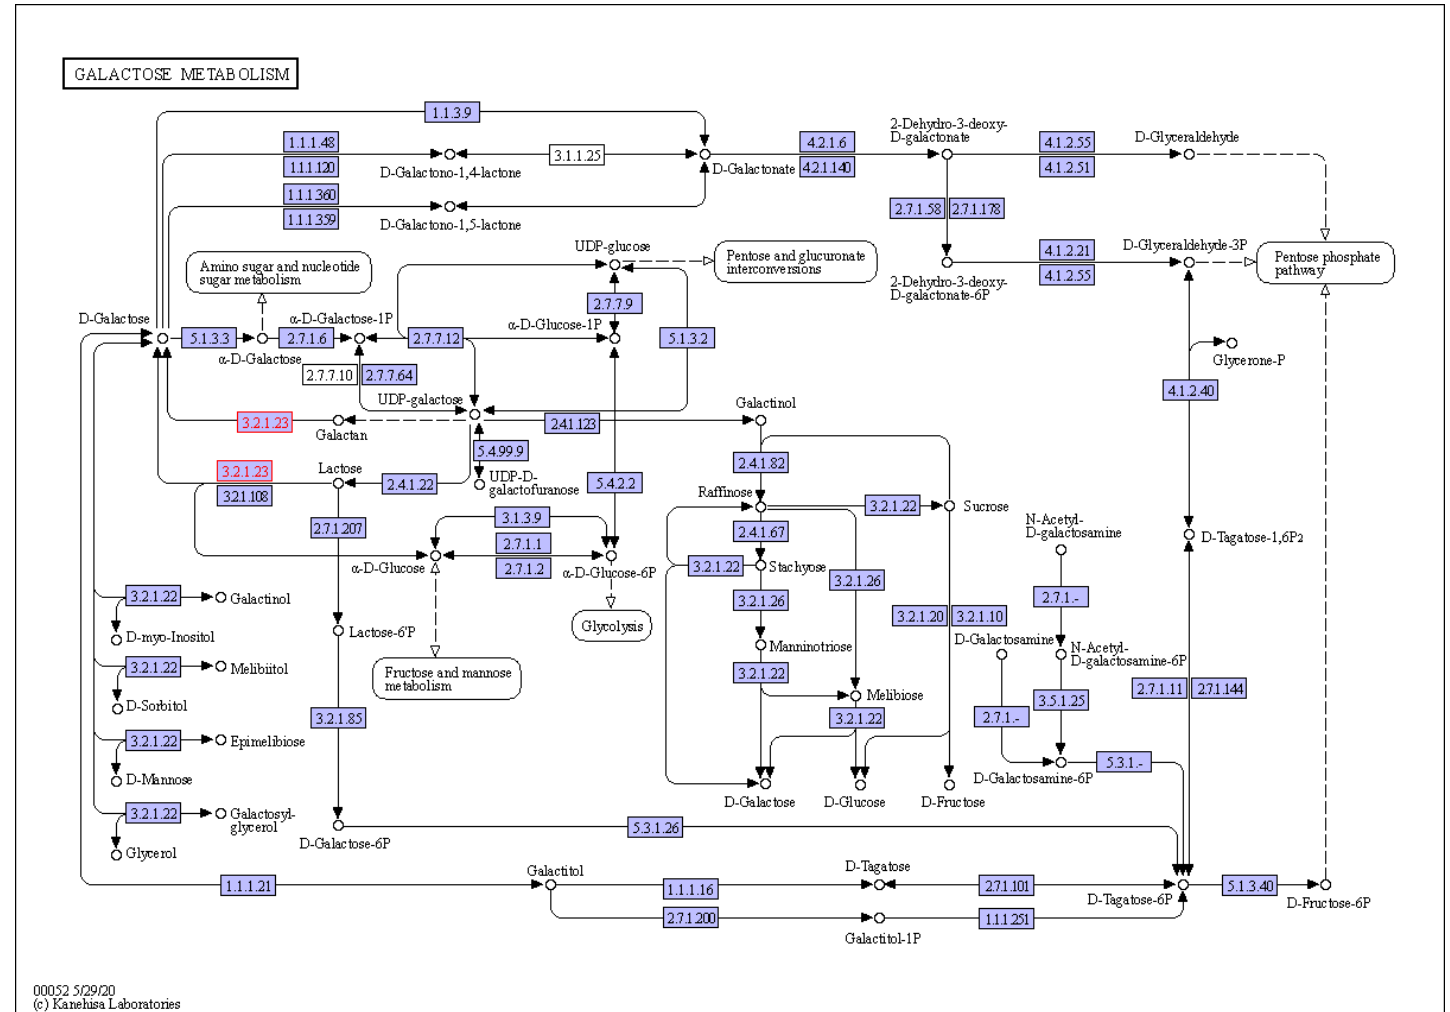 GALACTOSE METABOLISM
1.1.3.9
1.1.1.48
1.1.1.120
D-Galactono-1,4-lactone
3.1.1.25
D-Galactonate
4.2.1.6
4.2.1.140
2-Dehydro-3-deoxy-
D-galactonate
4.1.2.55
4.1.2.51
D-Glyceraldehyde
1.1.1.360
1.1.1.359
D-Galactono-1,5-lactone
2.7.1.58
2.7.1.178
UDP-glucose
Pentose and glucuronate
interconversions
4.1.2.21
4.1.2.55
D-Glyceraldehyde-3P
Pentose phosphate
pathway
2-Dehydro-3-deoxy-
D-galactonate-6P
Amino sugar and nucleotide
sugar metabolism
D-Galactose
5.1.3.3
α-D-Galactose
2.7.1.6
α-D-Galactose-1P
2.7.7.12
α-D-Glucose-1P
2.7.7.9
5.1.3.2
Glycerone-P
2.7.7.10
2.7.7.64
4.1.2.40
UDP-galactose
3.2.1.23
Galactan
2.4.1.123
Galactinol
5.4.99.9
UDP-D-
galactofuranose
3.2.1.23
3.2.1.108
Lactose
2.4.1.22
5.4.2.2
2.4.1.82
Raffinose
3.2.1.22
Sucrose
2.7.1.207
3.1.3.9
2.7.1.1
2.7.1.2
α-D-Glucose
α-D-Glucose-6P
2.4.1.67
3.2.1.22
Stachyose
3.2.1.26
3.2.1.26
N-Acetyl-
D-galactosamine
D-Tagatose-1,6P2
2.7.1.-
3.2.1.22
Galactinol
D-myo-Inositol
Lactose-6'P
Glycolysis
3.2.1.20
3.2.1.10
D-Galactosamine
N-Acetyl-
D-galactosamine-6P
Manninotriose
3.2.1.22
Melibiitol
D-Sorbitol
Fructose and mannose
metabolism
3.2.1.22
Melibiose
2.7.1.11
2.7.1.144
3.5.1.25
2.7.1.-
3.2.1.85
3.2.1.22
3.2.1.22
Epimelibiose
D-Mannose
D-Galactosamine-6P
5.3.1.-
D-Galactose
D-Glucose
D-Fructose
3.2.1.22
Galactosyl-
glycerol
Glycerol
D-Galactose-6P
5.3.1.26
1.1.1.21
Galactitol
1.1.1.16
D-Tagatose
2.7.1.101
D-Tagatose-6P
5.1.3.40
D-Fructose-6P
2.7.1.200
Galactitol-1P
1.1.1.251
00052 5/29/20
(c) Kanehisa Laboratories